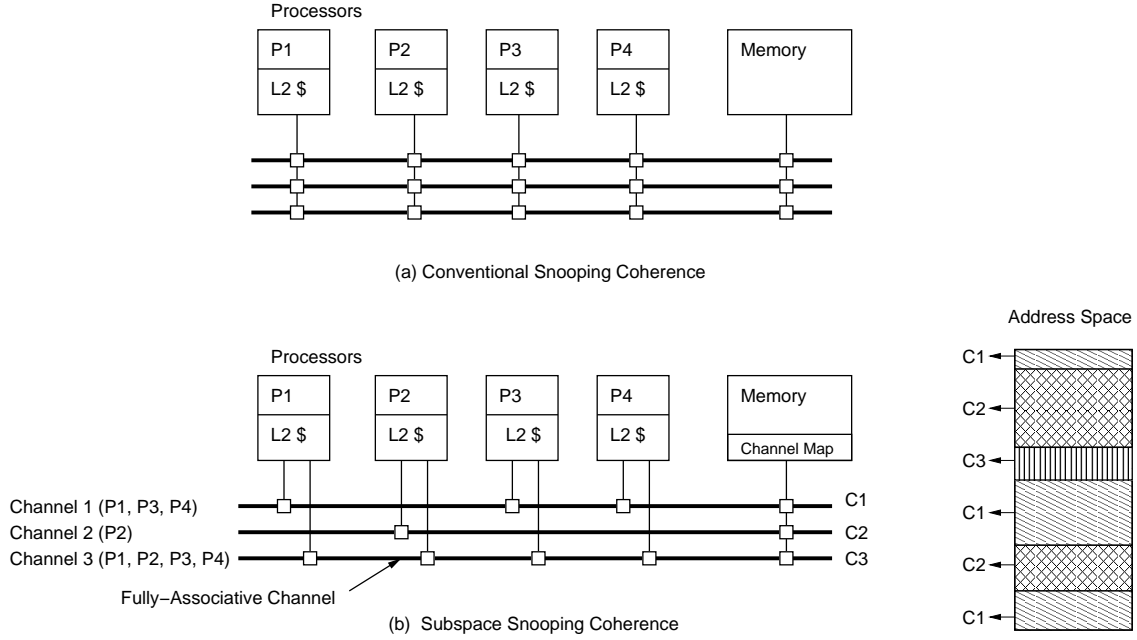 Processors
P1 P2 P3 P4 Memory
L2 $ L2 $ L2 $ L2 $
(a) Conventional Snooping Coherence
Address Space
Processors
C1
P1 P2 P3 P4 Memory
C2
L2 $ L2 $ L2 $ L2 $ Channel Map
C3
Channel 1 (P1, P3, P4) C1
C1
Channel 2 (P2) C2
Channel 3 (P1, P2, P3, P4) C3
C2
Fully−Associative Channel
C1
(b) Subspace Snooping Coherence